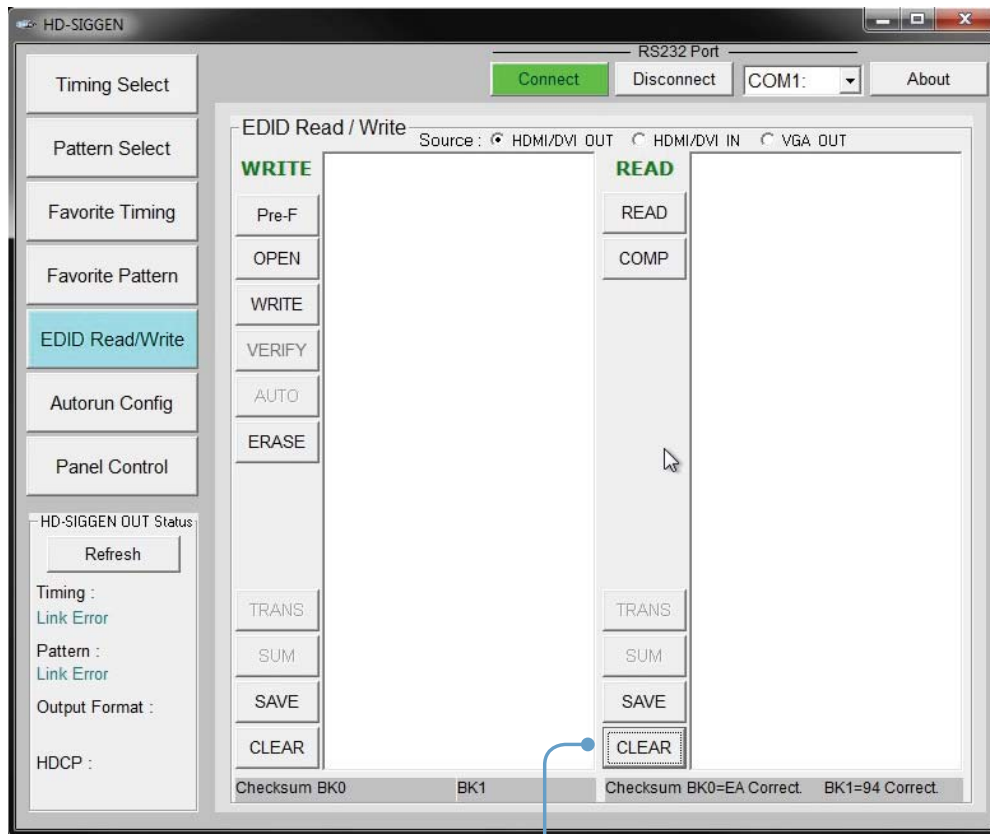 HD-SIGGEN
RS232 Port
Connect Disconnect COM1: About
Timing Select
Pattern Select
Favorite Timing
Favorite Pattern
EDID Read/Write
Autorun Config
Panel Control
HD-SIGGEN OUT Status
Refresh
Timing :
Link Error
Pattern :
Link Error
Output Format :
HDCP :
EDID Read / Write
Source : HDMI/DVI OUT HDMI/DVI IN VGA OUT
WRITE
Pre-F
OPEN
WRITE
VERIFY
AUTO
ERASE
TRANS
SUM
SAVE
CLEAR
Checksum BK0 BK1
READ
READ
COMP
TRANS
SUM
SAVE
CLEAR
Checksum BK0=EA Correct. BK1=94 Correct.